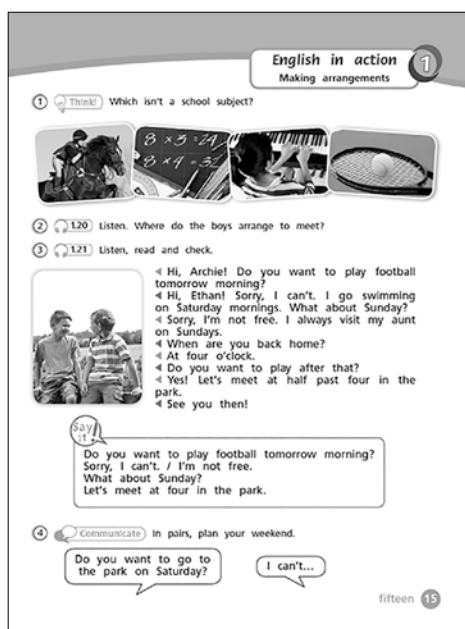 English in action
1
Making arrangements
1 Think! Which isn't a school subject?
8 x 3 = 24
8 x 4 = 32
2 1.20 Listen. Where do the boys arrange to meet?
3 1.21 Listen, read and check.
Hi, Archie! Do you want to play football
tomorrow morning?
Hi, Ethan! Sorry, I can't. I go swimming
on Saturday mornings. What about Sunday?
Sorry, I'm not free. I always visit my aunt
on Sundays.
When are you back home?
At four o'clock.
Do you want to play after that?
Yes! Let's meet at half past four in the
park.
See you then!
Say
it!
Do you want to play football tomorrow morning?
Sorry, I can't. / I'm not free.
What about Sunday?
Let's meet at four in the park.
4 Communicate In pairs, plan your weekend.
Do you want to go to
the park on Saturday?
I can't...
fifteen 15